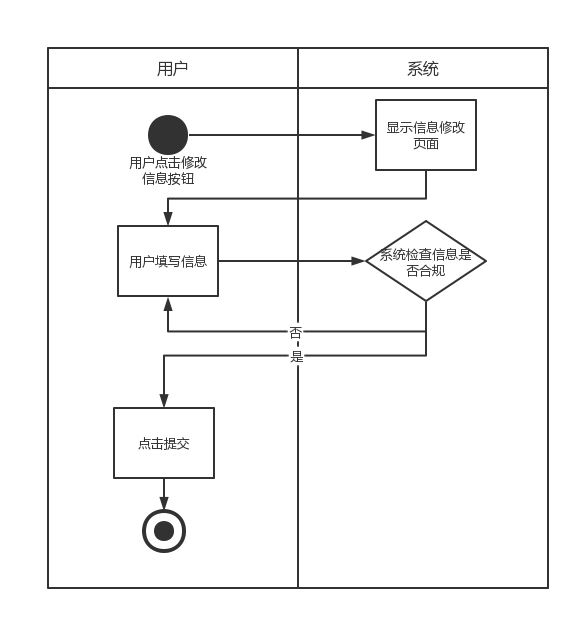 用户
系统
用户点击修改
信息按钮
显示信息修改
页面
用户填写信息
系统检查信息是
否合规
否
是
点击提交